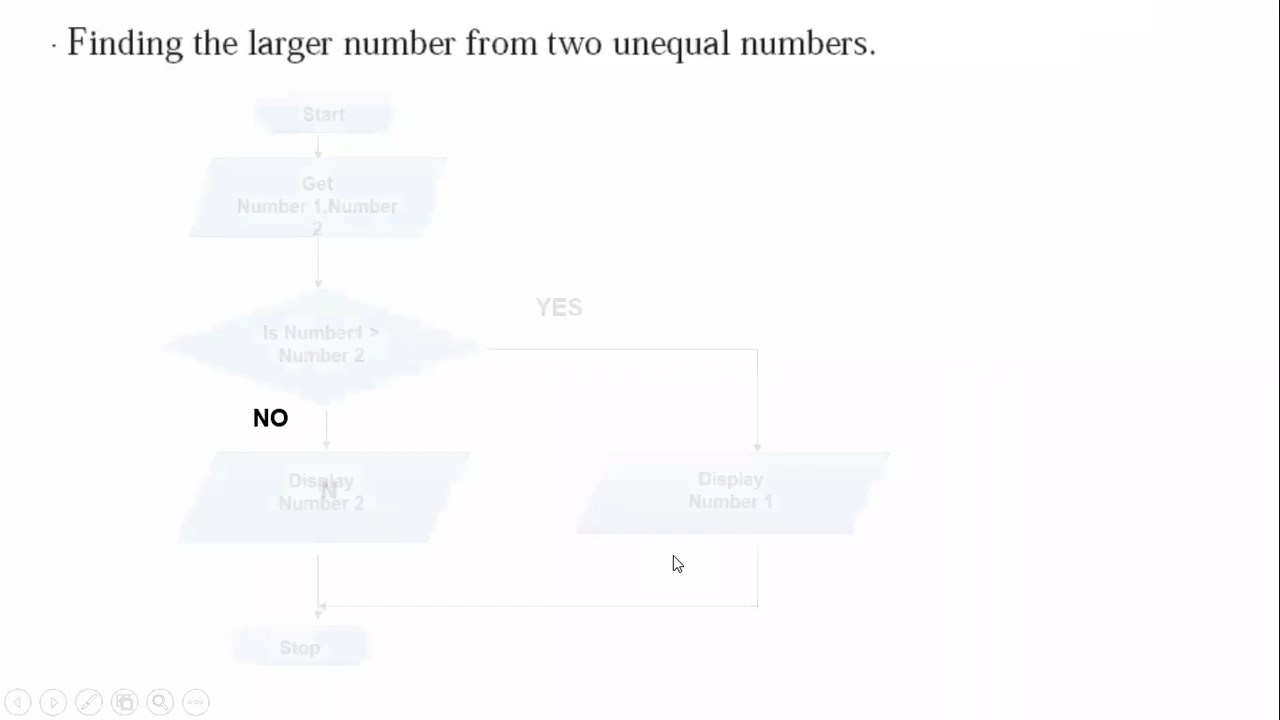 · Finding the larger number from two unequal numbers.
Start
Get
Number 1,Number
2
YES
Is Number1 >
Number 2
NO
Display
N
Number 2
Display
Number 1
Stop